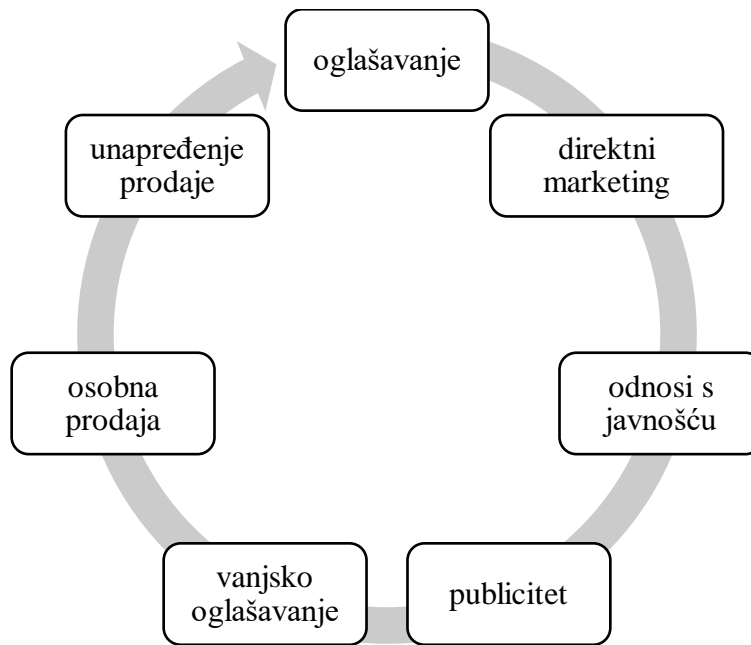 oglašavanje
direktni
marketing
odnosi s
javnošću
publicitet
vanjsko
oglašavanje
osobna
prodaja
unapređenje
prodaje